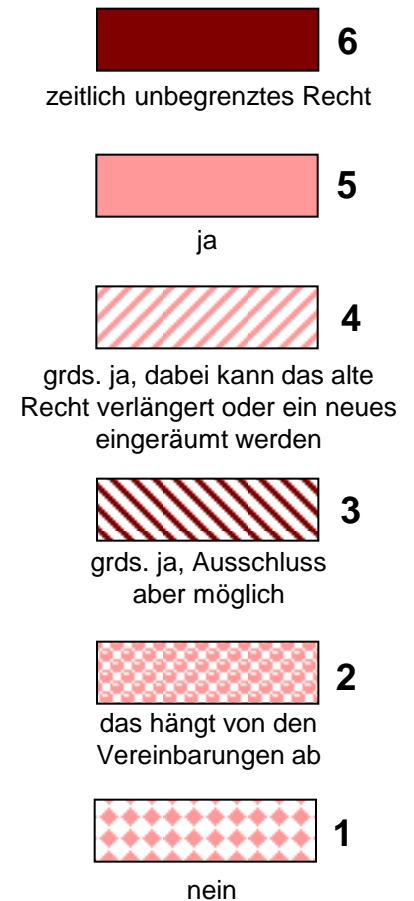 6
zeitlich unbegrenztes Recht
5
ja
4
grds. ja, dabei kann das alte
Recht verlängert oder ein neues
eingeräumt werden
3
grds. ja, Ausschluss
aber möglich
2
das hängt von den
Vereinbarungen ab
1
nein